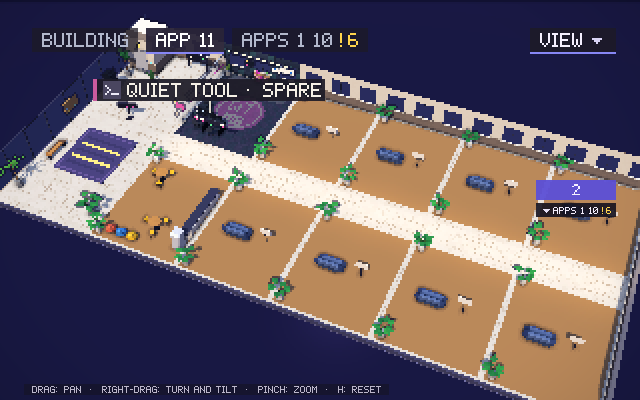 BUILDING APP 11 APPS 1 10 !6 VIEW
>_ QUIET TOOL · SPARE
2
APPS 1 10 !6
DRAG: PAN · RIGHT-DRAG: TURN AND TILT · PINCH: ZOOM · H: RESET